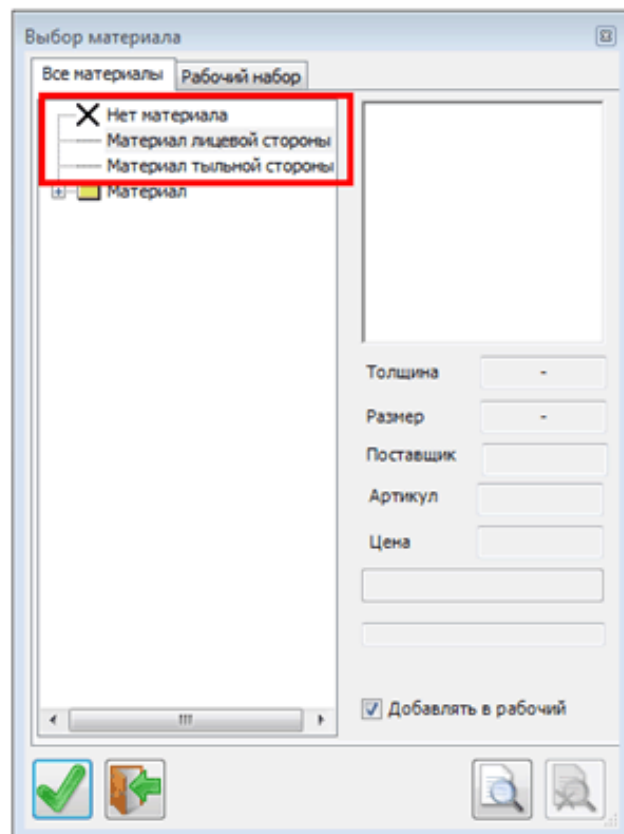 Выбор материала
Все материалы
Рабочий набор
Нет материала
Материал лицевой стороны
Материал тыльной стороны
Материал
Толщина -
Размер -
Поставщик
Артикул
Цена
Добавлять в рабочий